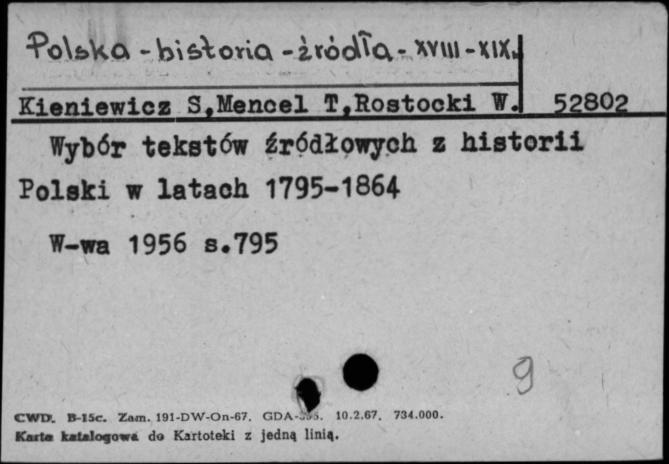 Polska - historia - źródła - XVIII - XIX.
Kieniewicz S,Mencel T,Rostocki W. 52802
Wybór tekstów źródłowych z historii
Polski w latach 1795-1864
W-wa 1956 s.795
9
CWD. B-15c. Zam. 191-DW-On-67. 10.2.67. 734.000.
Karta katalogowa do Kartoteki z jedną linią.